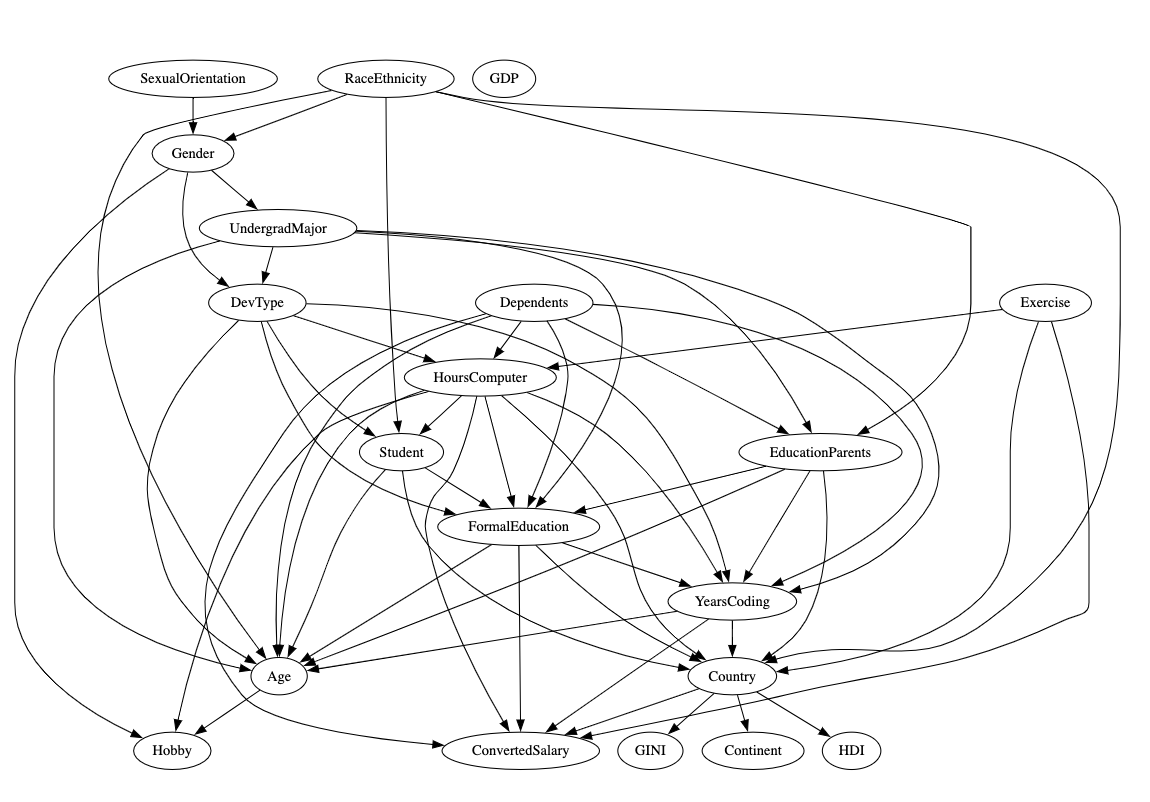 SexualOrientation
RaceEthnicity
GDP
Gender
UndergradMajor
DevType
Dependents
Exercise
HoursComputer
Student
EducationParents
FormalEducation
YearsCoding
Age
Country
Hobby
ConvertedSalary
GINI
Continent
HDI